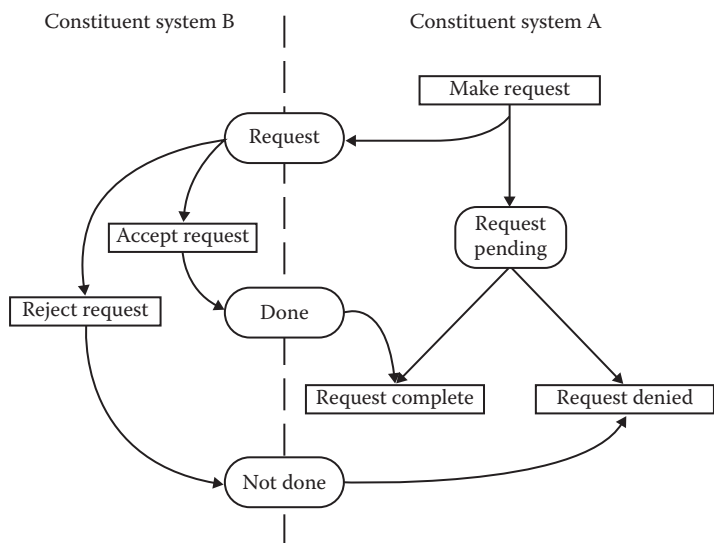 Constituent system B
Constituent system A
Make request
Request
Accept request
Request
pending
Reject request
Done
Request complete
Request denied
Not done